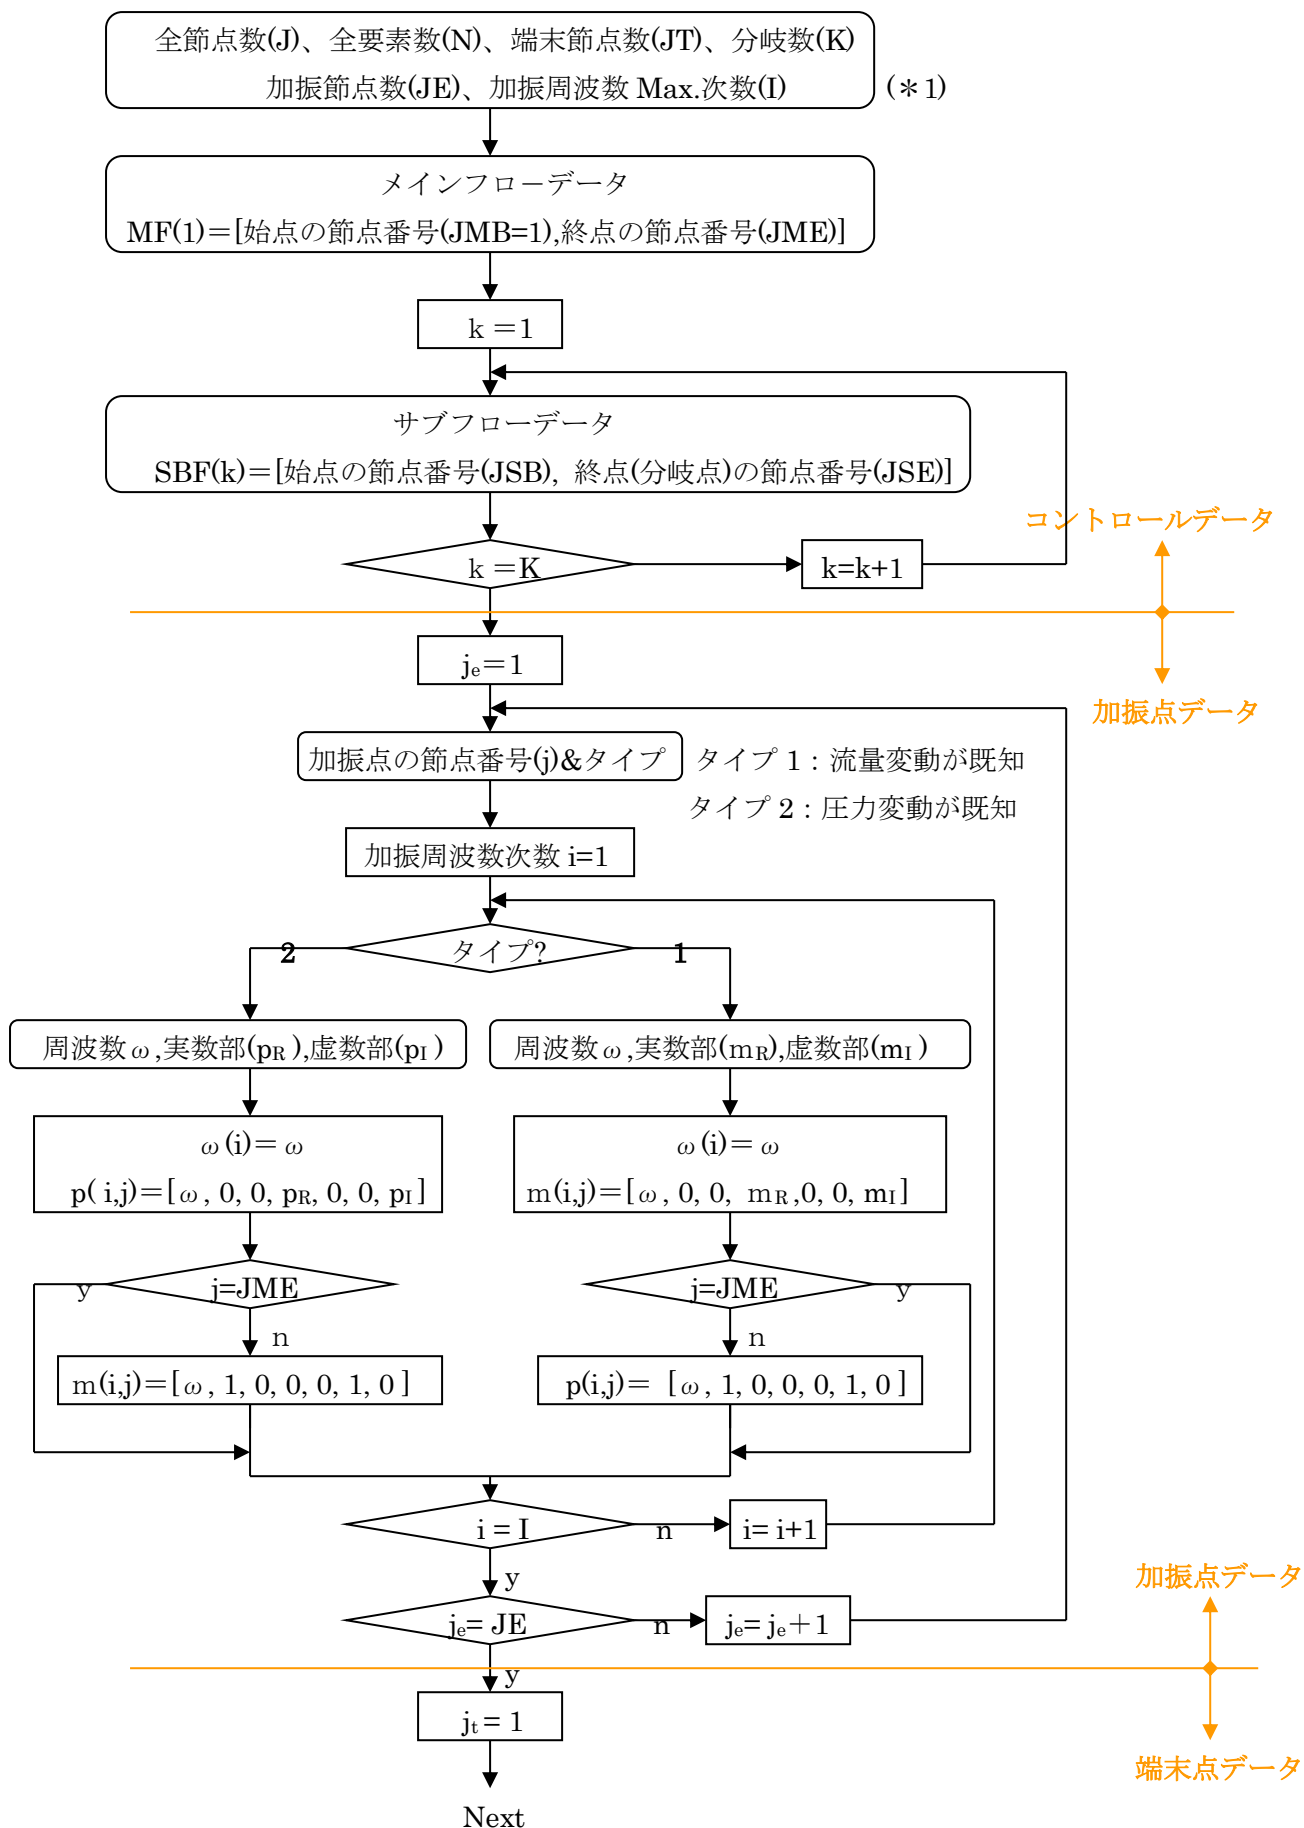 全節点数(J)、全要素数(N)、端末節点数(JT)、分岐数(K)
加振節点数(JE)、加振周波数 Max.次数(I)
(＊1)
メインフロ－データ
MF(1)＝[始点の節点番号(JMB=1),終点の節点番号(JME)]
k＝1
サブフローデータ
SBF(k)＝[始点の節点番号(JSB), 終点(分岐点)の節点番号(JSE)]
コントロールデータ
k＝K
k=k+1
je＝1
加振点データ
加振点の節点番号(j)&タイプ
タイプ 1：流量変動が既知
タイプ 2：圧力変動が既知
加振周波数次数 i=1
2
タイプ?
1
周波数ω,実数部(pR),虚数部(pI)
周波数ω,実数部(mR),虚数部(mI)
ω(i)＝ω
p( i,j)＝[ω, 0, 0, pR, 0, 0, pI]
ω(i)＝ω
m(i,j)＝[ω, 0, 0, mR,0, 0, mI]
y
j=JME
j=JME
y
n
n
m(i,j)＝[ω, 1, 0, 0, 0, 1, 0]
p(i,j)＝ [ω, 1, 0, 0, 0, 1, 0]
i = I
n
i= i+1
y
加振点データ
je= JE
n
je= je＋1
y
jt = 1
端末点データ
Next